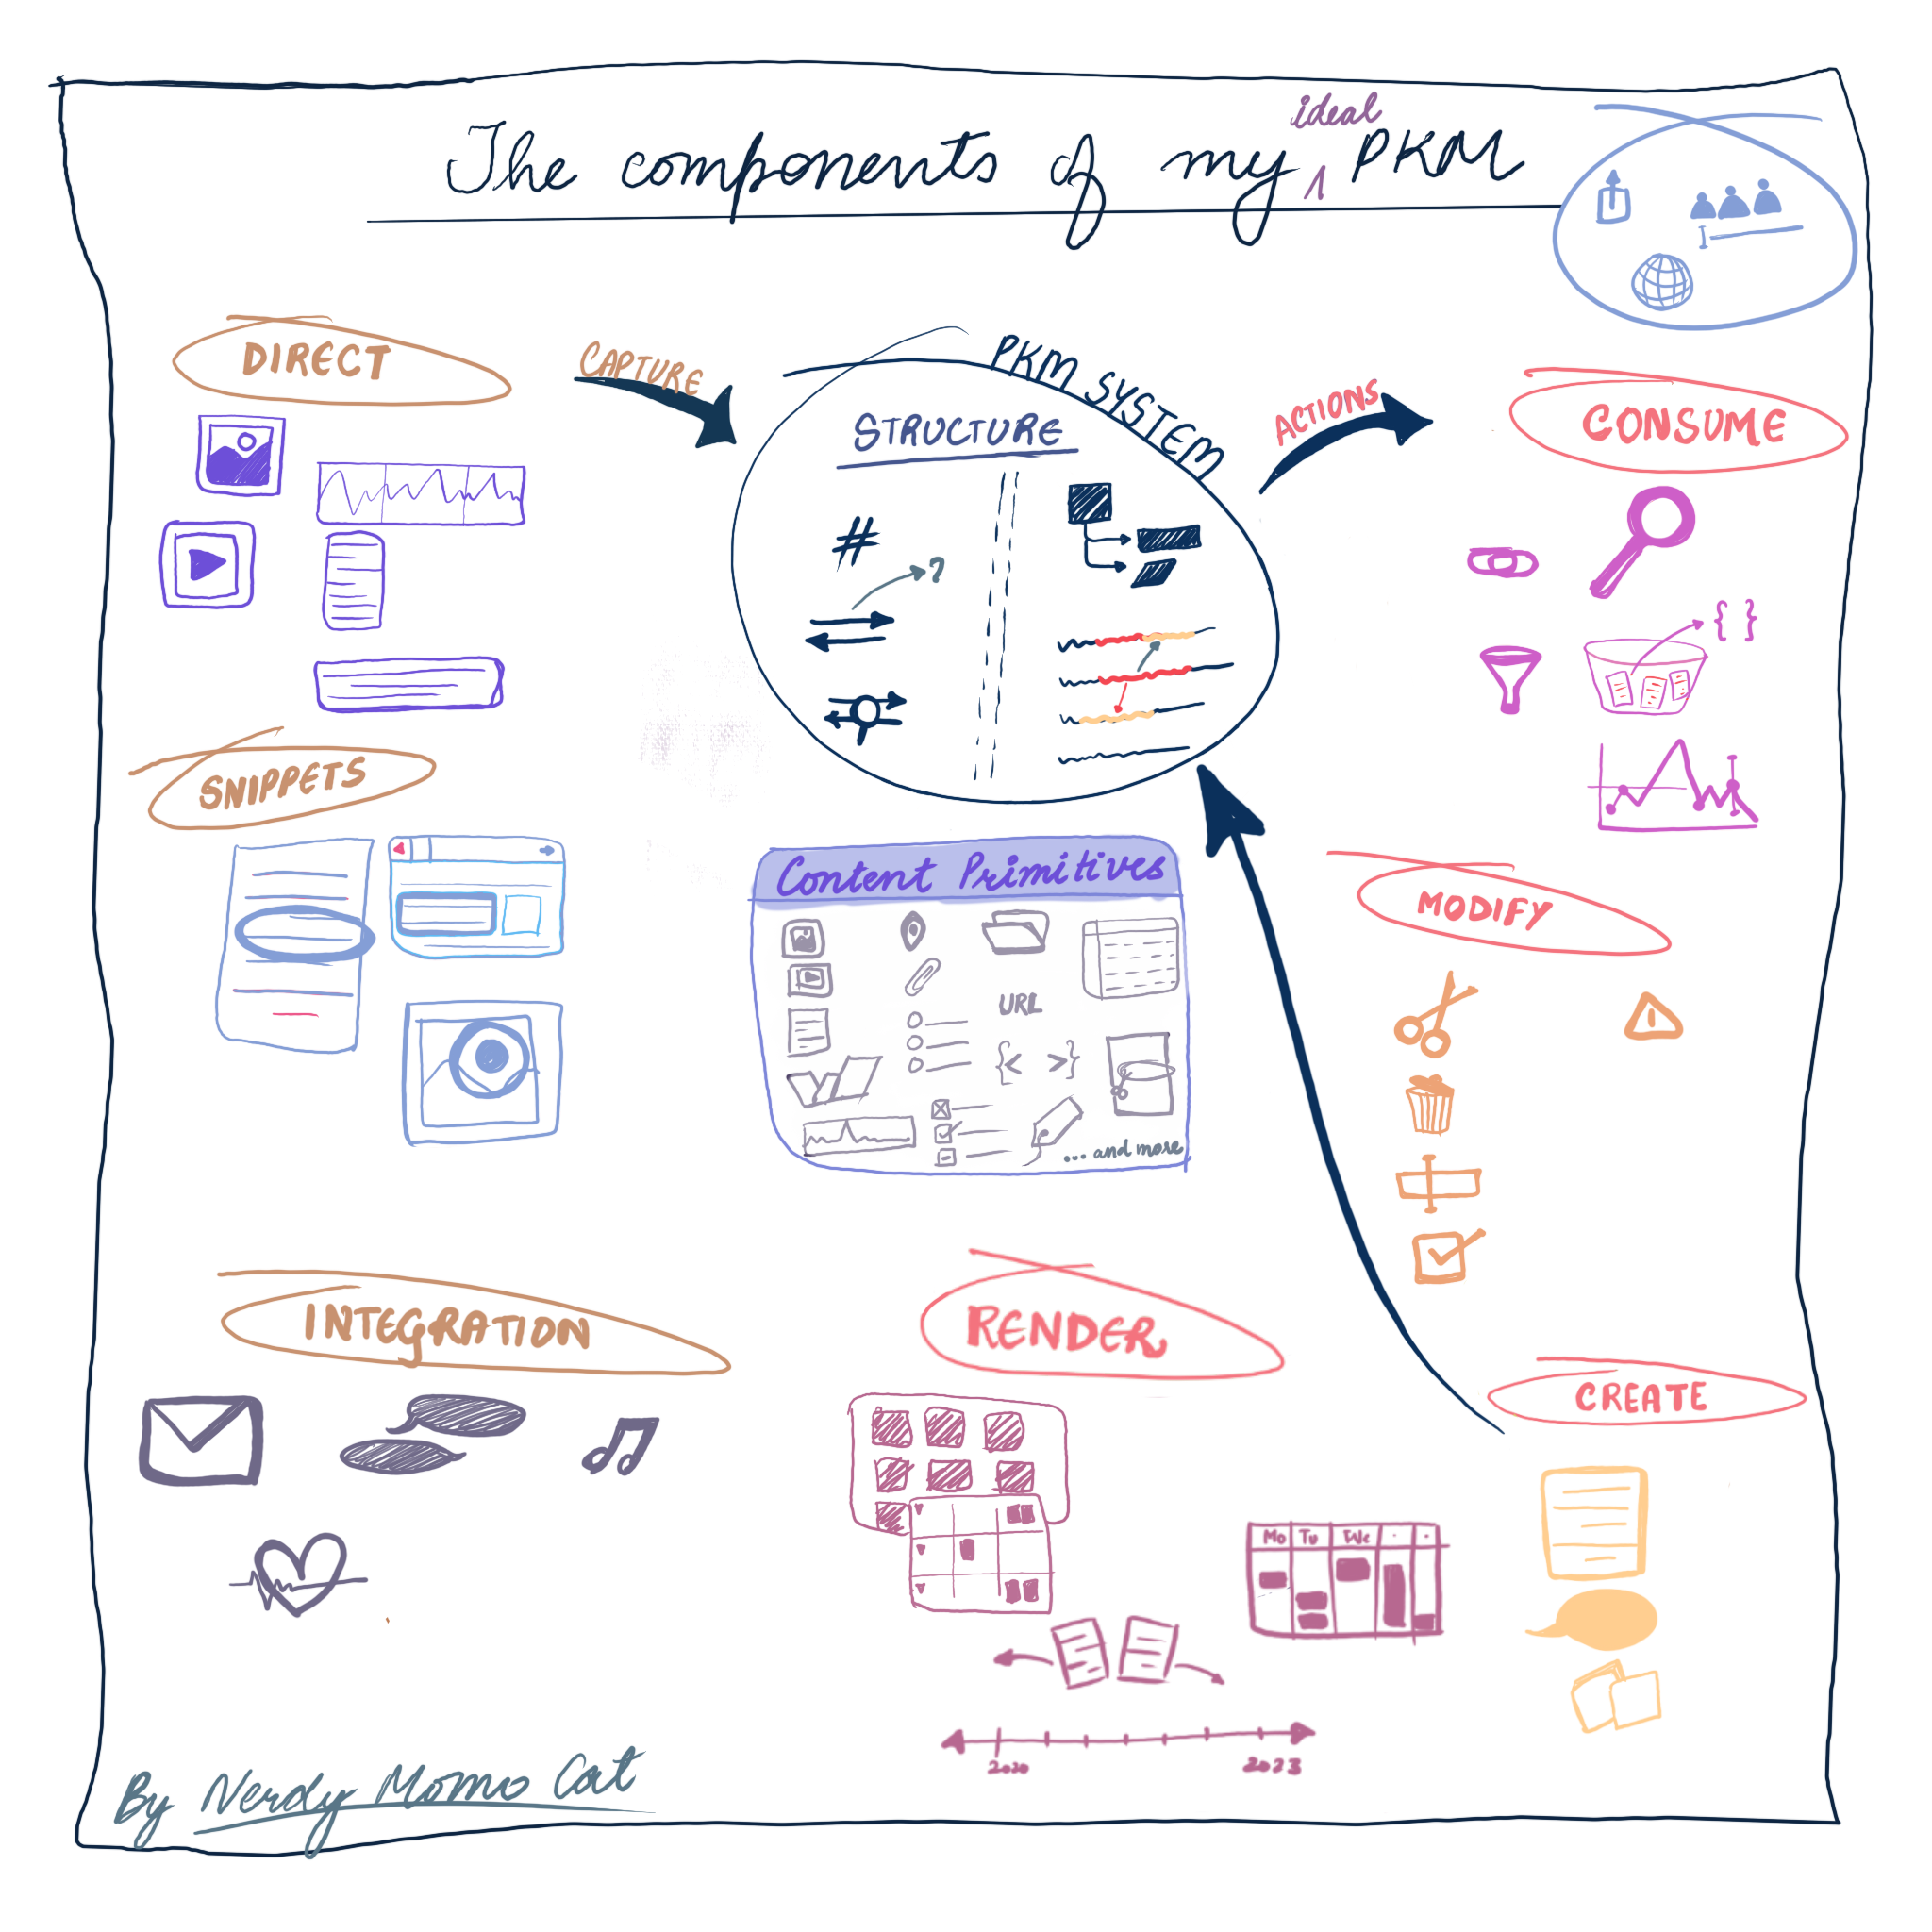 The components of my ideal PKM
DIRECT
CAPTURE
PKM SYSTEM
STRUCTURE
#
?
ACTIONS
CONSUME
{ }
SNIPPETS
Content Primitives
URL
{< >}
... and more
MODIFY
INTEGRATION
RENDER
Mo Tu We . .
2020 2023
CREATE
By Nerdy Momo Cat